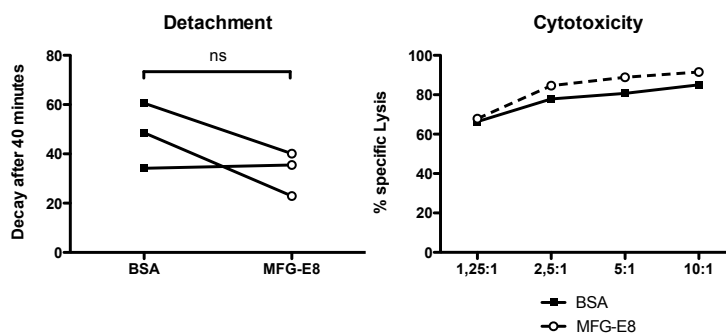 Detachment
ns
Decay after 40 minutes
80
60
40
20
0
BSA
MFG-E8
Cytotoxicity
% specific Lysis
100
80
60
40
20
0
1,25:1
2,5:1
5:1
10:1
BSA
MFG-E8